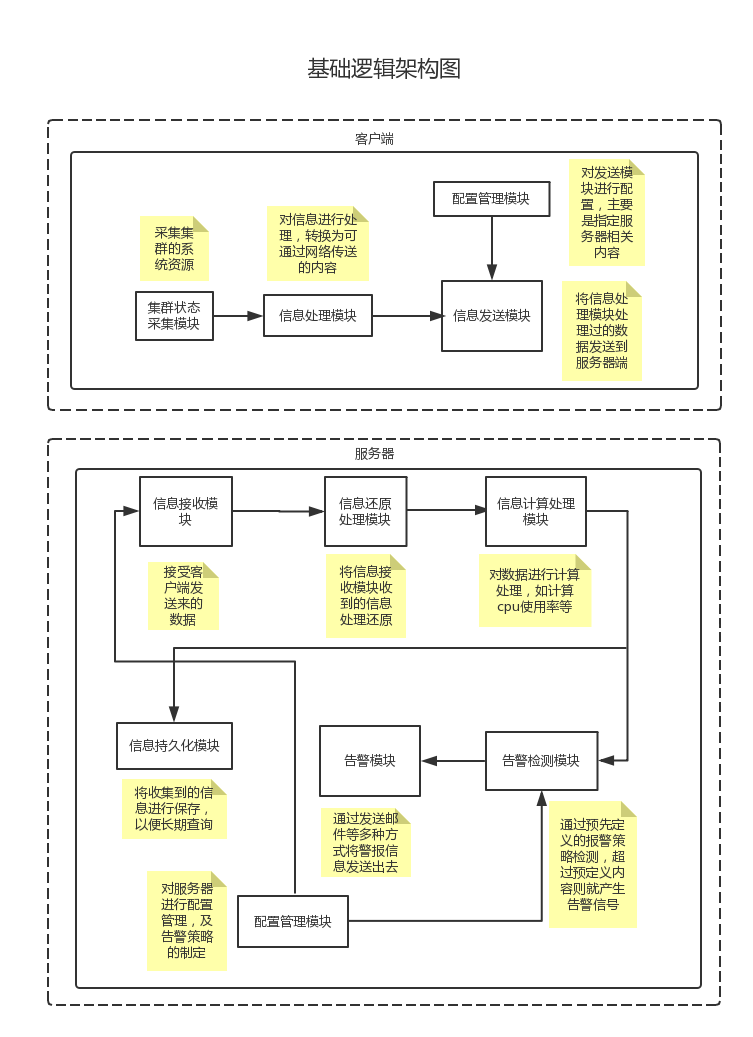 基础逻辑架构图
客户端
配置管理模块
对发送模
块进行配
置，主要
是指定服
务器相关
内容
采集集
群的系
统资源
对信息进行处
理，转换为可
通过网络传送
的内容
集群状态
采集模块
信息处理模块
信息发送模块
将信息处
理模块处
理过的数
据发送到
服务器端
服务器
信息接收模
块
信息还原
处理模块
信息计算处理
模块
接受客
户端发
送来的
数据
将信息接
收模块收
到的信息
处理还原
对数据进行计算
处理，如计算
cpu使用率等
信息持久化模块
告警模块
告警检测模块
将收集到的信
息进行保存，
以便长期查询
通过发送邮
件等多种方
式将警报信
息发送出去
通过预先定
义的报警策
略检测，超
过预定义内
容则就产生
告警信号
对服务器
进行配置
管理，及
告警策略
的制定
配置管理模块